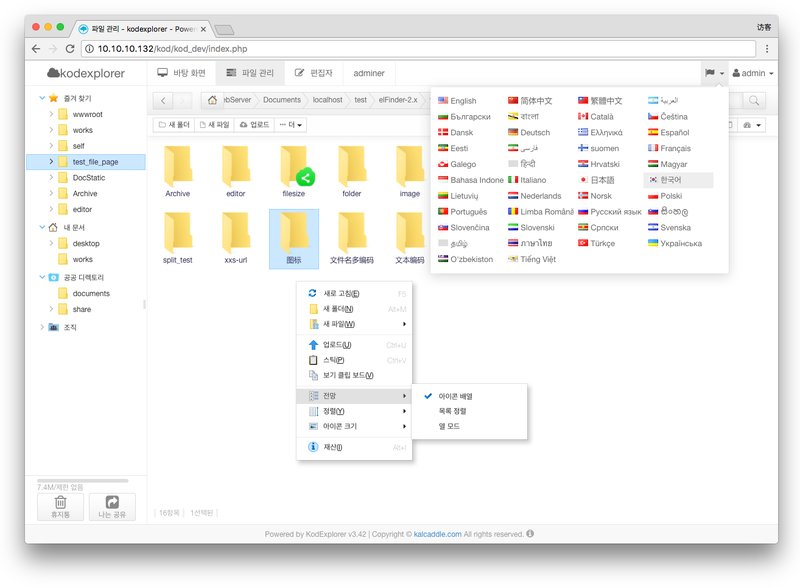 파일 관리 - kodexplorer - Power
访客
10.10.10.132/kod/kod_dev/index.php
kodexplorer
바탕 화면
파일 관리
편집자
adminer
admin
즐겨 찾기
wwwroot
works
self
test_file_page
DocStatic
Archive
editor
내 문서
desktop
works
공공 디렉토리
documents
share
조직
7.4M/제한 없음
휴지통
나는 공유
ebServer
Documents
localhost
test
elFinder-2.x
새 폴더
새 파일
업로드
더
Archive
editor
filesize
folder
image
split_test
xxs-url
图标
文件名多编码
文本编码
English
简体中文
繁體中文
العربية
Български
বাংলা
Català
Čeština
Dansk
Deutsch
Ελληνικά
Español
Eesti
فارسی
suomen
Français
Galego
हिन्दी
Hrvatski
Magyar
Bahasa Indonesia
Italiano
日本語
한국어
Lietuvių
Nederlands
Norsk
Polski
Português
Limba Română
Русский язык
සිංහල
Slovenčina
Slovenski
Српски
Svenska
தமிழ்
ภาษาไทย
Türkçe
Українська
O'zbekiston
Tiếng Việt
새로 고침(E) F5
새 폴더(N) Alt+M
새 파일(W)
업로드(U) Ctrl+U
스틱(P) Ctrl+V
보기 클립 보드(V)
전망
정렬(Y)
아이콘 크기
재산(I) Alt+I
아이콘 배열
목록 정렬
열 모드
16항목
1선택된
Powered by KodExplorer v3.42 | Copyright © kalcaddle.com All rights reserved.